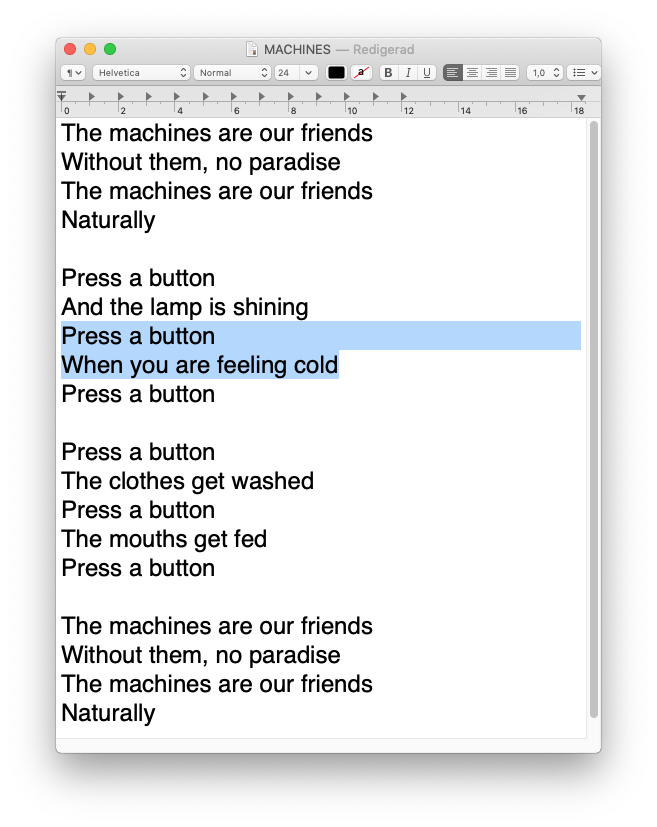 MACHINES — Redigerad
¶ Helvetica Normal 24 a B I U 1,0
0 2 4 6 8 10 12 14 16 18
The machines are our friends
Without them, no paradise
The machines are our friends
Naturally
Press a button
And the lamp is shining
Press a button
When you are feeling cold
Press a button
Press a button
The clothes get washed
Press a button
The mouths get fed
Press a button
The machines are our friends
Without them, no paradise
The machines are our friends
Naturally